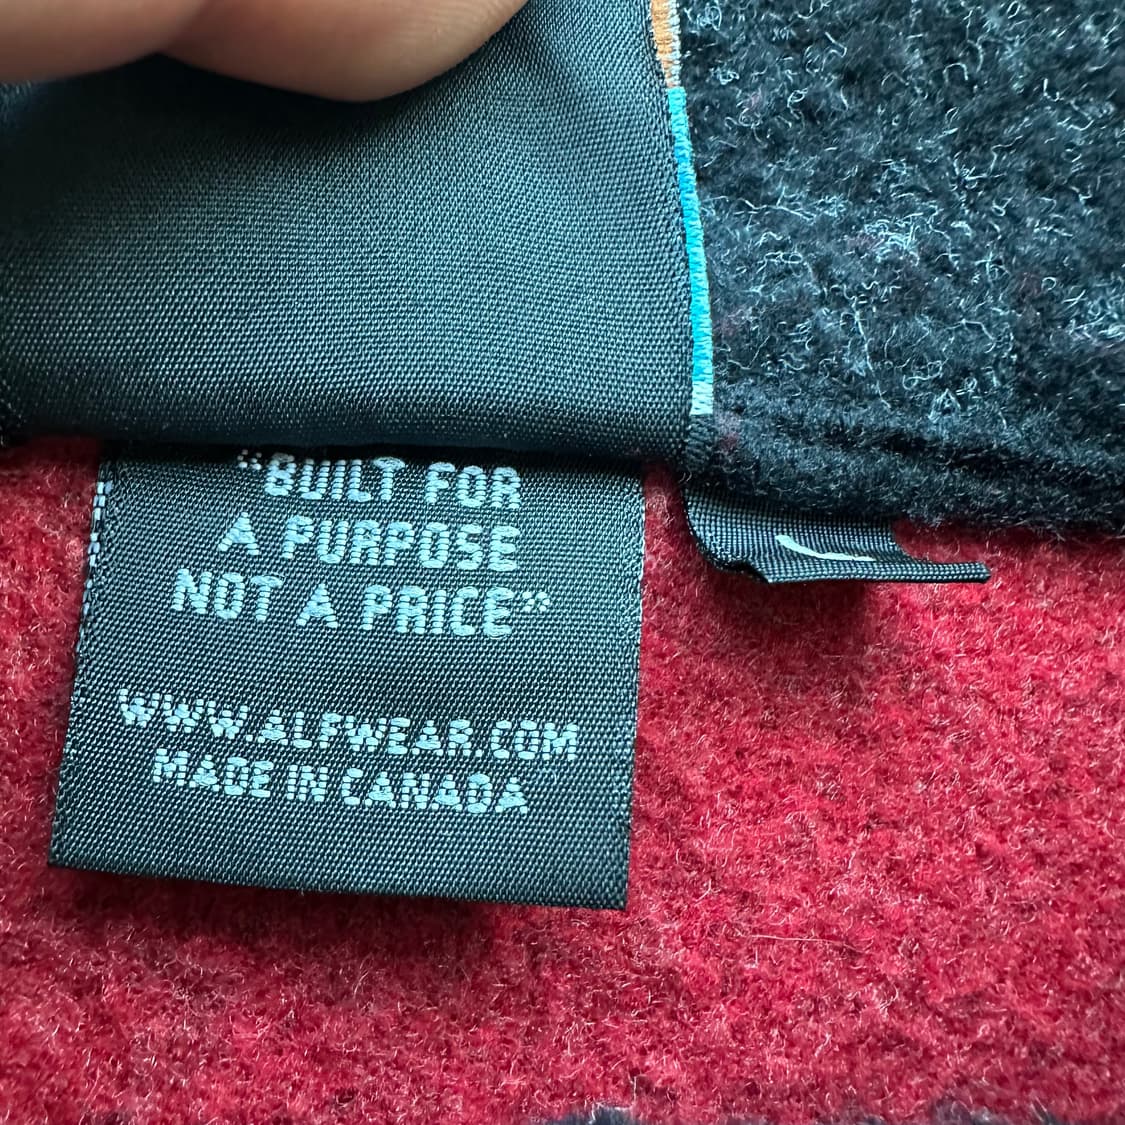 "BUILT FOR
A PURPOSE
NOT A PRICE"
WWW.ALFWEAR.COM
MADE IN CANADA